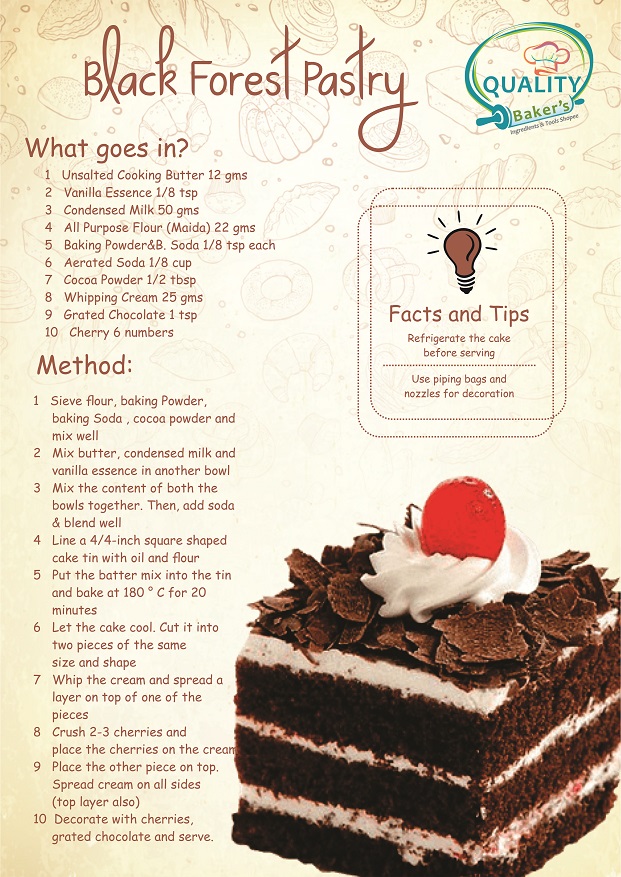 Black Forest Pastry
QUALITY
Baker's
Ingredients & Tools Shopee
What goes in?
1 Unsalted Cooking Butter 12 gms
2 Vanilla Essence 1/8 tsp
3 Condensed Milk 50 gms
4 All Purpose Flour (Maida) 22 gms
5 Baking Powder&B. Soda 1/8 tsp each
6 Aerated Soda 1/8 cup
7 Cocoa Powder 1/2 tbsp
8 Whipping Cream 25 gms
9 Grated Chocolate 1 tsp
10 Cherry 6 numbers
Facts and Tips
Refrigerate the cake
before serving
Use piping bags and
nozzles for decoration
Method:
1 Sieve flour, baking Powder,
baking Soda , cocoa powder and
mix well
2 Mix butter, condensed milk and
vanilla essence in another bowl
3 Mix the content of both the
bowls together. Then, add soda
& blend well
4 Line a 4/4-inch square shaped
cake tin with oil and flour
5 Put the batter mix into the tin
and bake at 180 ° C for 20
minutes
6 Let the cake cool. Cut it into
two pieces of the same
size and shape
7 Whip the cream and spread a
layer on top of one of the
pieces
8 Crush 2-3 cherries and
place the cherries on the cream
9 Place the other piece on top.
Spread cream on all sides
(top layer also)
10 Decorate with cherries,
grated chocolate and serve.